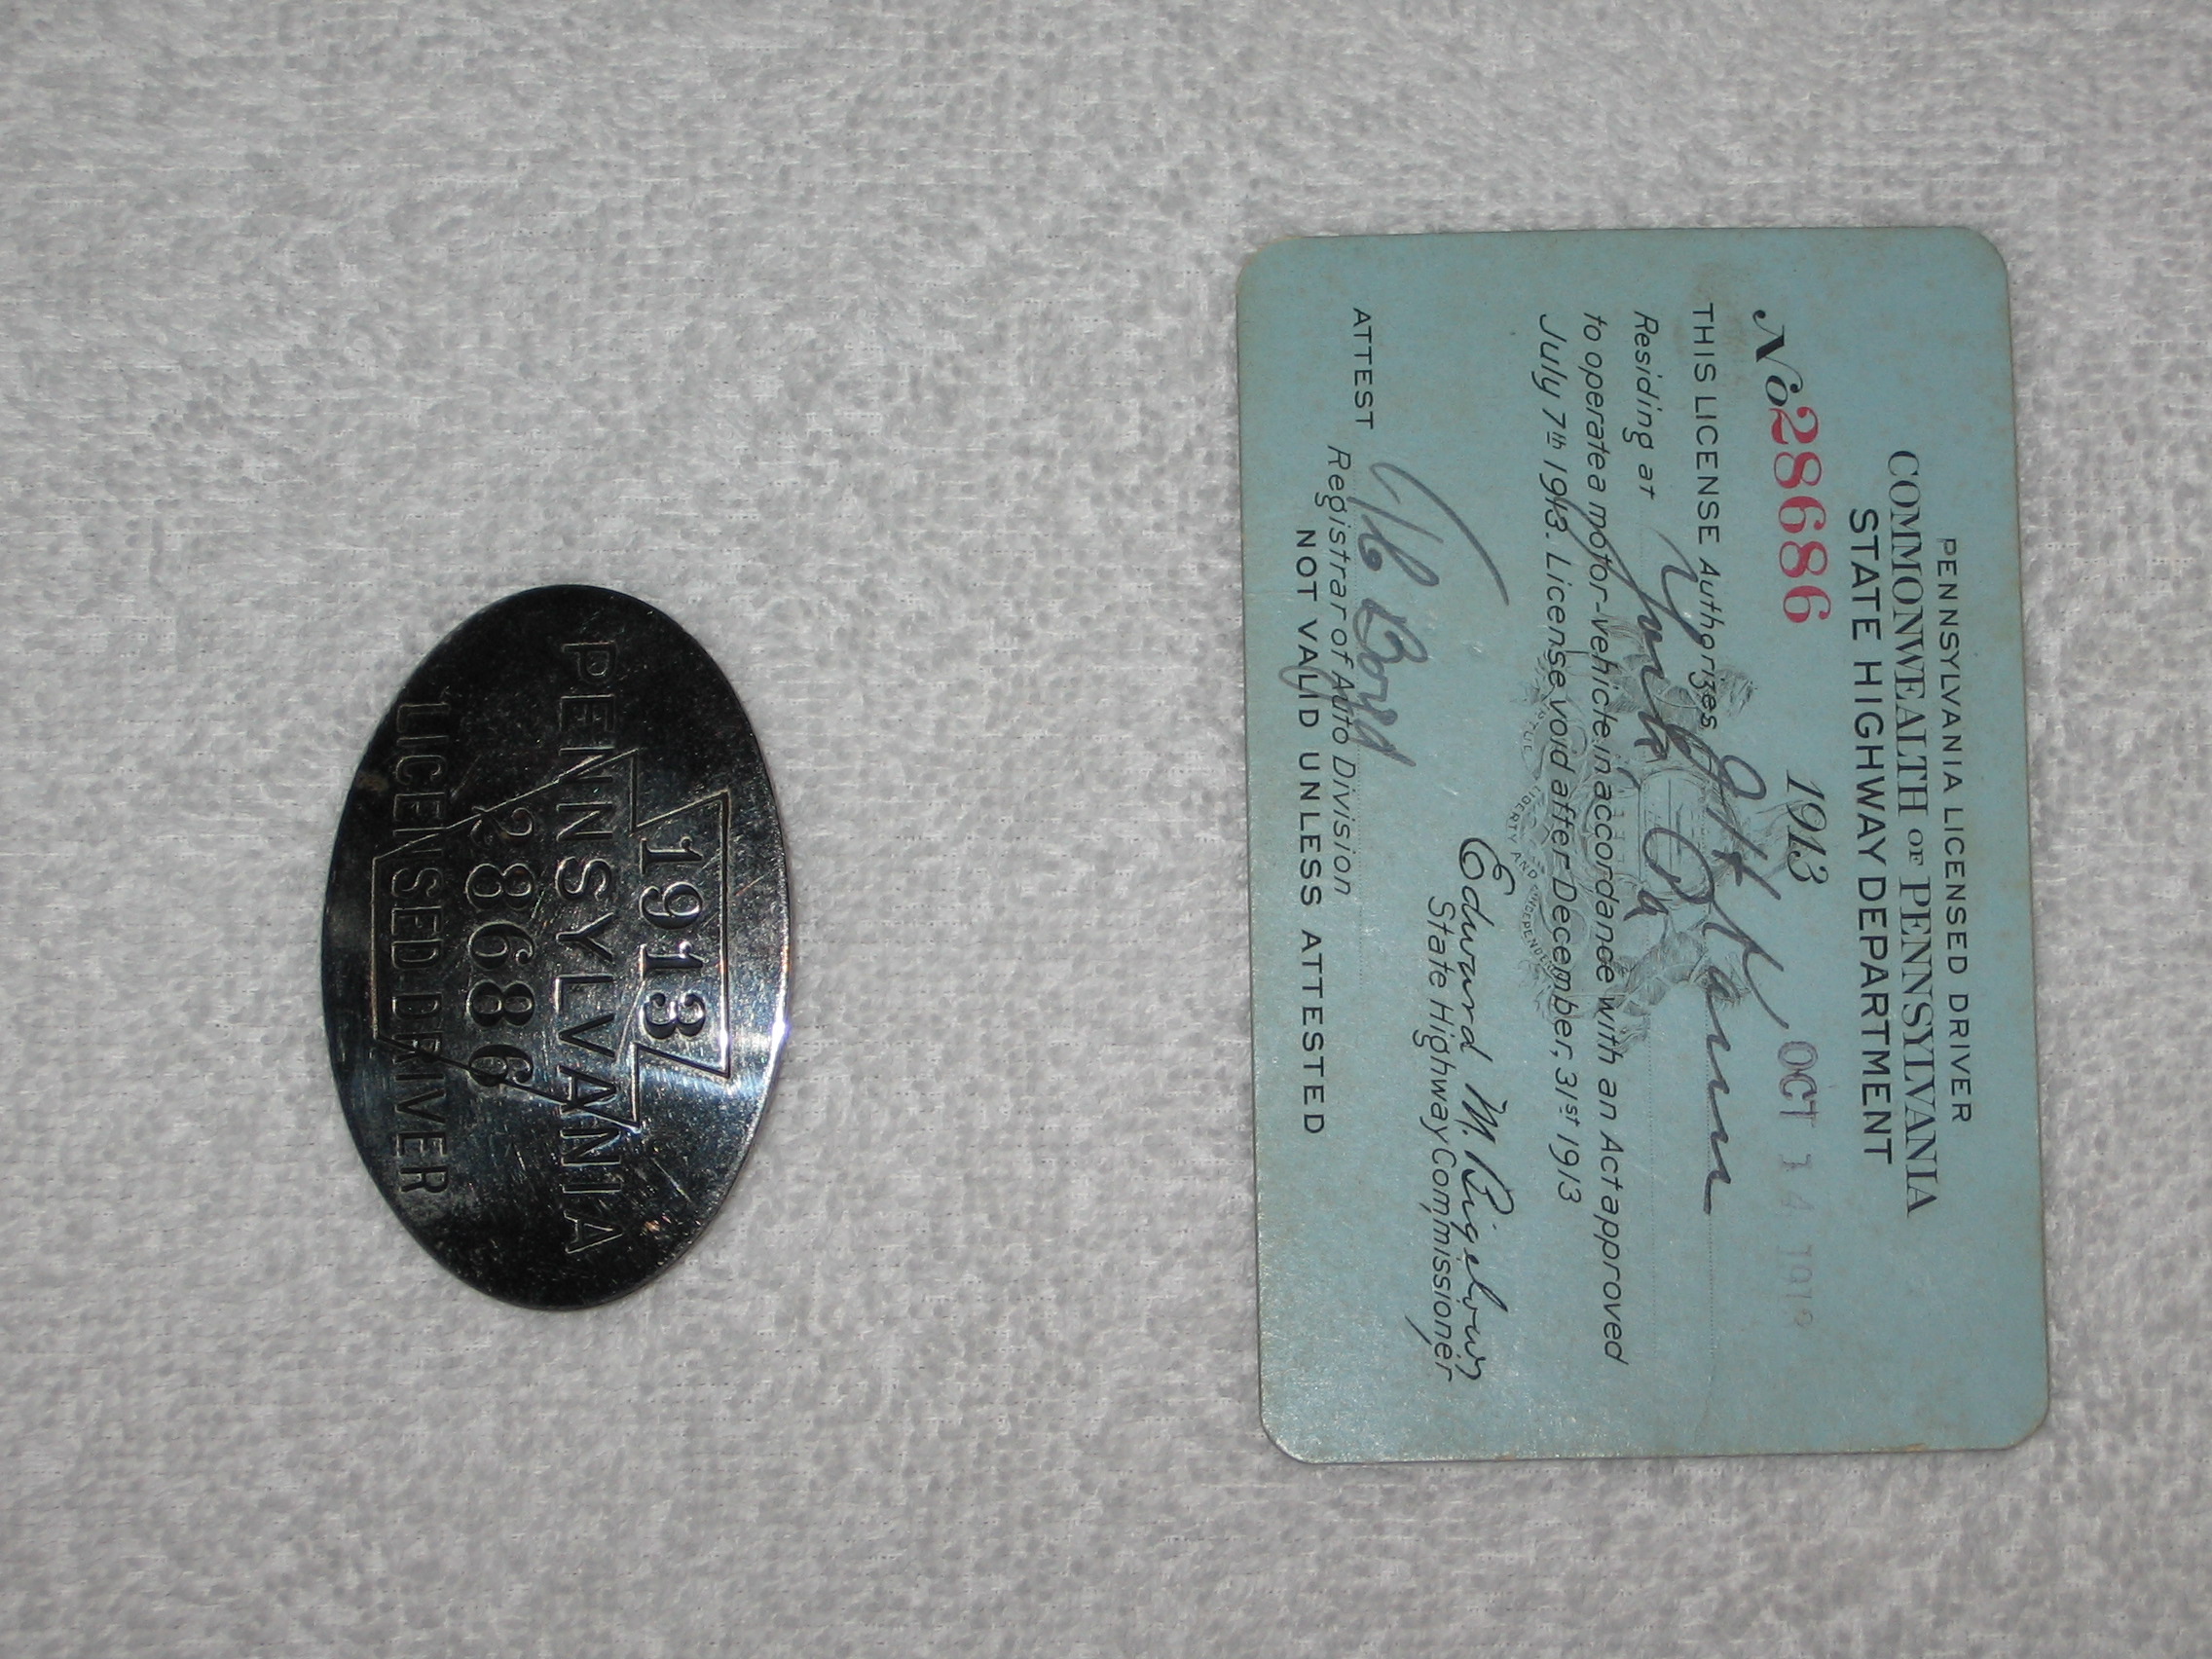 PENNSYLVANIA LICENSED DRIVER
COMMONWEALTH OF PENNSYLVANIA
STATE HIGHWAY DEPARTMENT
No 28686 1913 OCT 14 191
THIS LICENSE Authorizes
Residing at York Pa
to operate a motor-vehicle in accordance with an Act approved
July 7th 1913. License void after December, 31st 1913
Edward M. Bigelow
State Highway Commissioner
ATTEST
Registrar of Auto Division
NOT VALID UNLESS ATTESTED
1913
PENNSYLVANIA
28686
LICENSED DRIVER